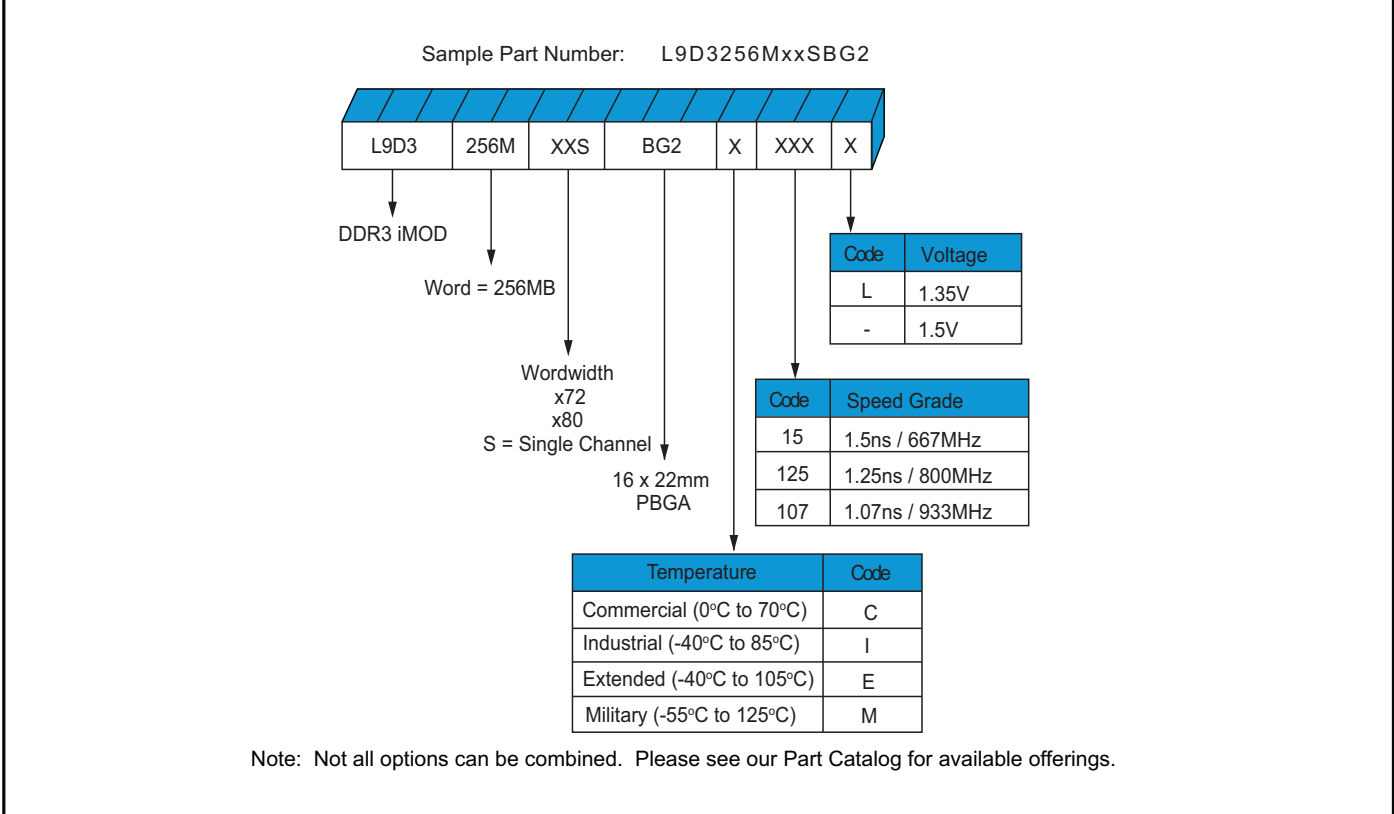 Sample Part Number: L9D3256MxxSBG2
L9D3 256M XXS BG2 X XXX X
DDR3 iMOD
Word = 256MB
Wordwidth
x72
x80
S = Single Channel
16 x 22mm
PBGA
Code Voltage
L 1.35V
- 1.5V
Code Speed Grade
15 1.5ns / 667MHz
125 1.25ns / 800MHz
107 1.07ns / 933MHz
Temperature Code
Commercial (0°C to 70°C) C
Industrial (-40°C to 85°C) I
Extended (-40°C to 105°C) E
Military (-55°C to 125°C) M
Note: Not all options can be combined. Please see our Part Catalog for available offerings.